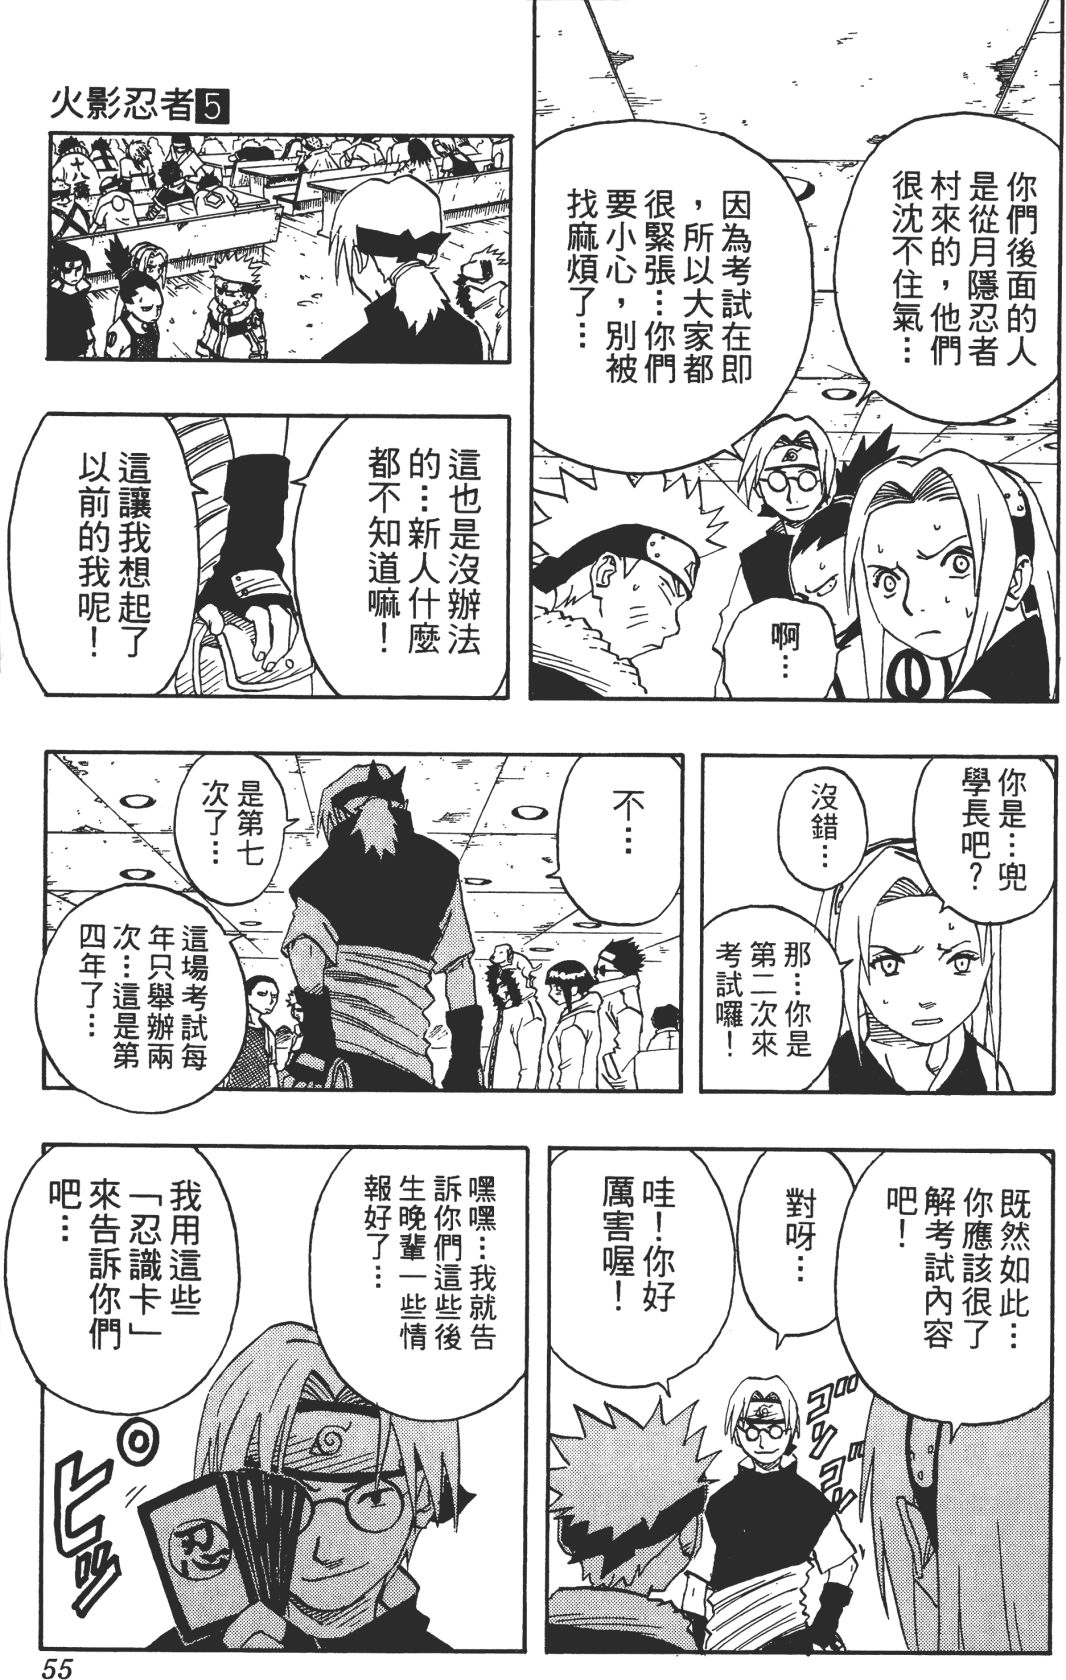 火影忍者5
你們後面的人
是從月隱忍者
村來的，他們
很沈不住氣…
因為考試在即
，所以大家都
很緊張…你們
要小心，別被
找麻煩了…
啊…
這也是沒辦法
的…新人什麼
都不知道嘛！
這讓我想起了
以前的我呢！
你是…兜
學長吧？
沒錯…
那…你是
第二次來
考試囉！
不…
是第七
次了…
這場考試每
年只舉辦兩
次…這是第
四年了…
既然如此…
你應該很了
解考試內容
吧！
對呀…
哇！你好
厲害喔！
ゴソゴソ
嘿嘿…我就告
訴你們這些後
生晚輩一些情
報好了…
我用這些
「忍識卡」
來告訴你們
吧…
ピッ
忍
55